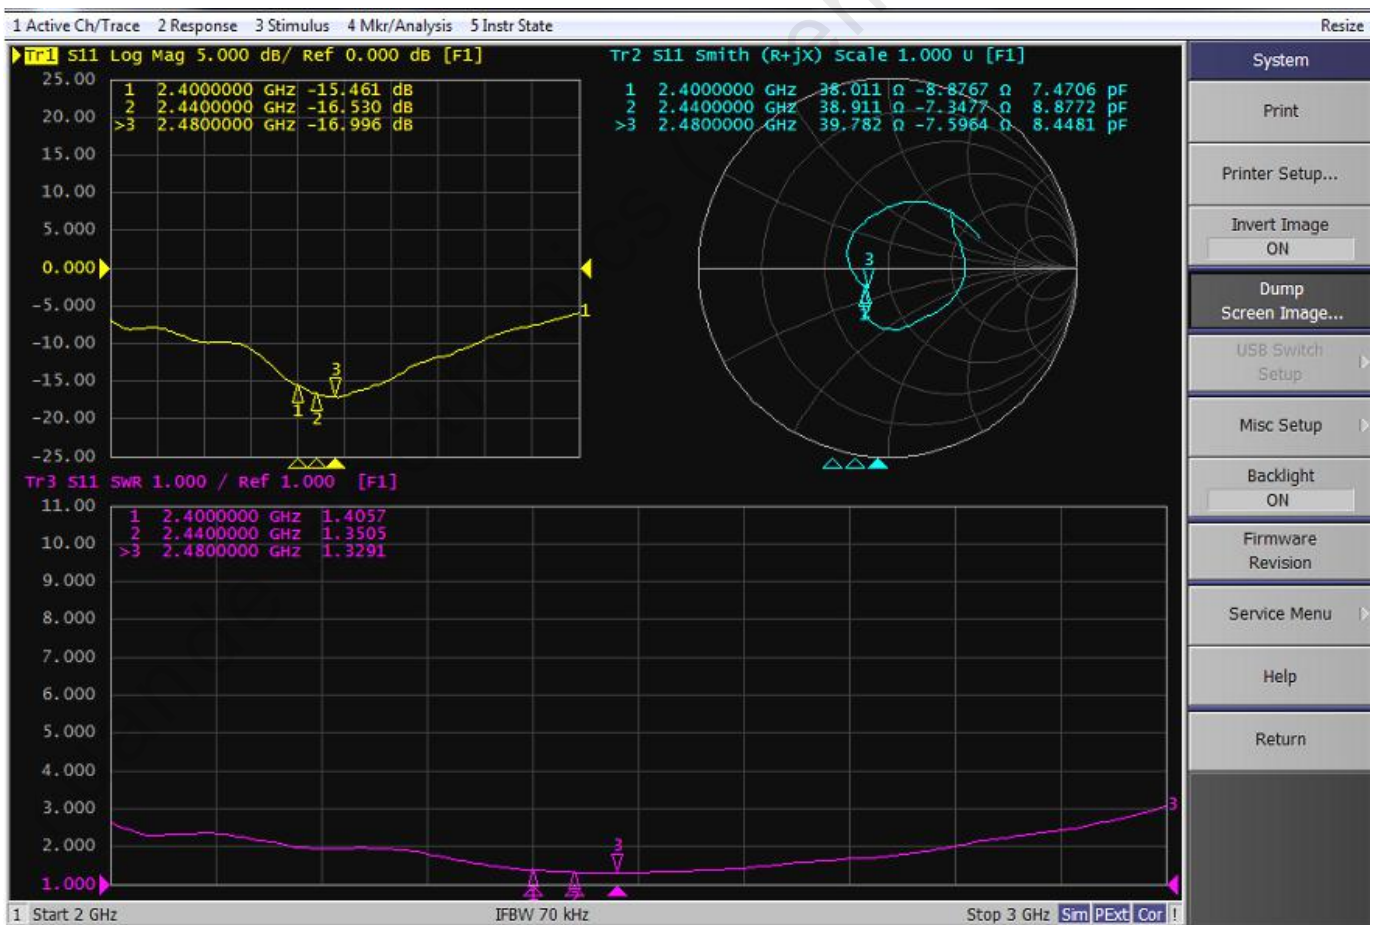 1 Active Ch/Trace 2 Response 3 Stimulus 4 Mkr/Analysis 5 Instr State Resize
Tr1 S11 Log Mag 5.000 dB/ Ref 0.000 dB [F1]
25.00
20.00
15.00
10.00
5.000
0.000
-5.000
-10.00
-15.00
-20.00
-25.00
1 2.4000000 GHz -15.461 dB
2 2.4400000 GHz -16.530 dB
>3 2.4800000 GHz -16.996 dB
1
2
3
1
Tr2 S11 Smith (R+jX) Scale 1.000 U [F1]
1 2.4000000 GHz 38.011 Ω -8.8767 Ω 7.4706 pF
2 2.4400000 GHz 38.911 Ω -7.3477 Ω 8.8772 pF
>3 2.4800000 GHz 39.782 Ω -7.5964 Ω 8.4481 pF
3
1
Tr3 S11 SWR 1.000 / Ref 1.000 [F1]
11.00
10.00
9.000
8.000
7.000
6.000
5.000
4.000
3.000
2.000
1.000
1 2.4000000 GHz 1.4057
2 2.4400000 GHz 1.3505
>3 2.4800000 GHz 1.3291
3
3
1 Start 2 GHz IFBW 70 kHz Stop 3 GHz Sim PExt Cor !
System
Print
Printer Setup...
Invert Image
ON
Dump
Screen Image...
USB Switch
Setup
Misc Setup
Backlight
ON
Firmware
Revision
Service Menu
Help
Return